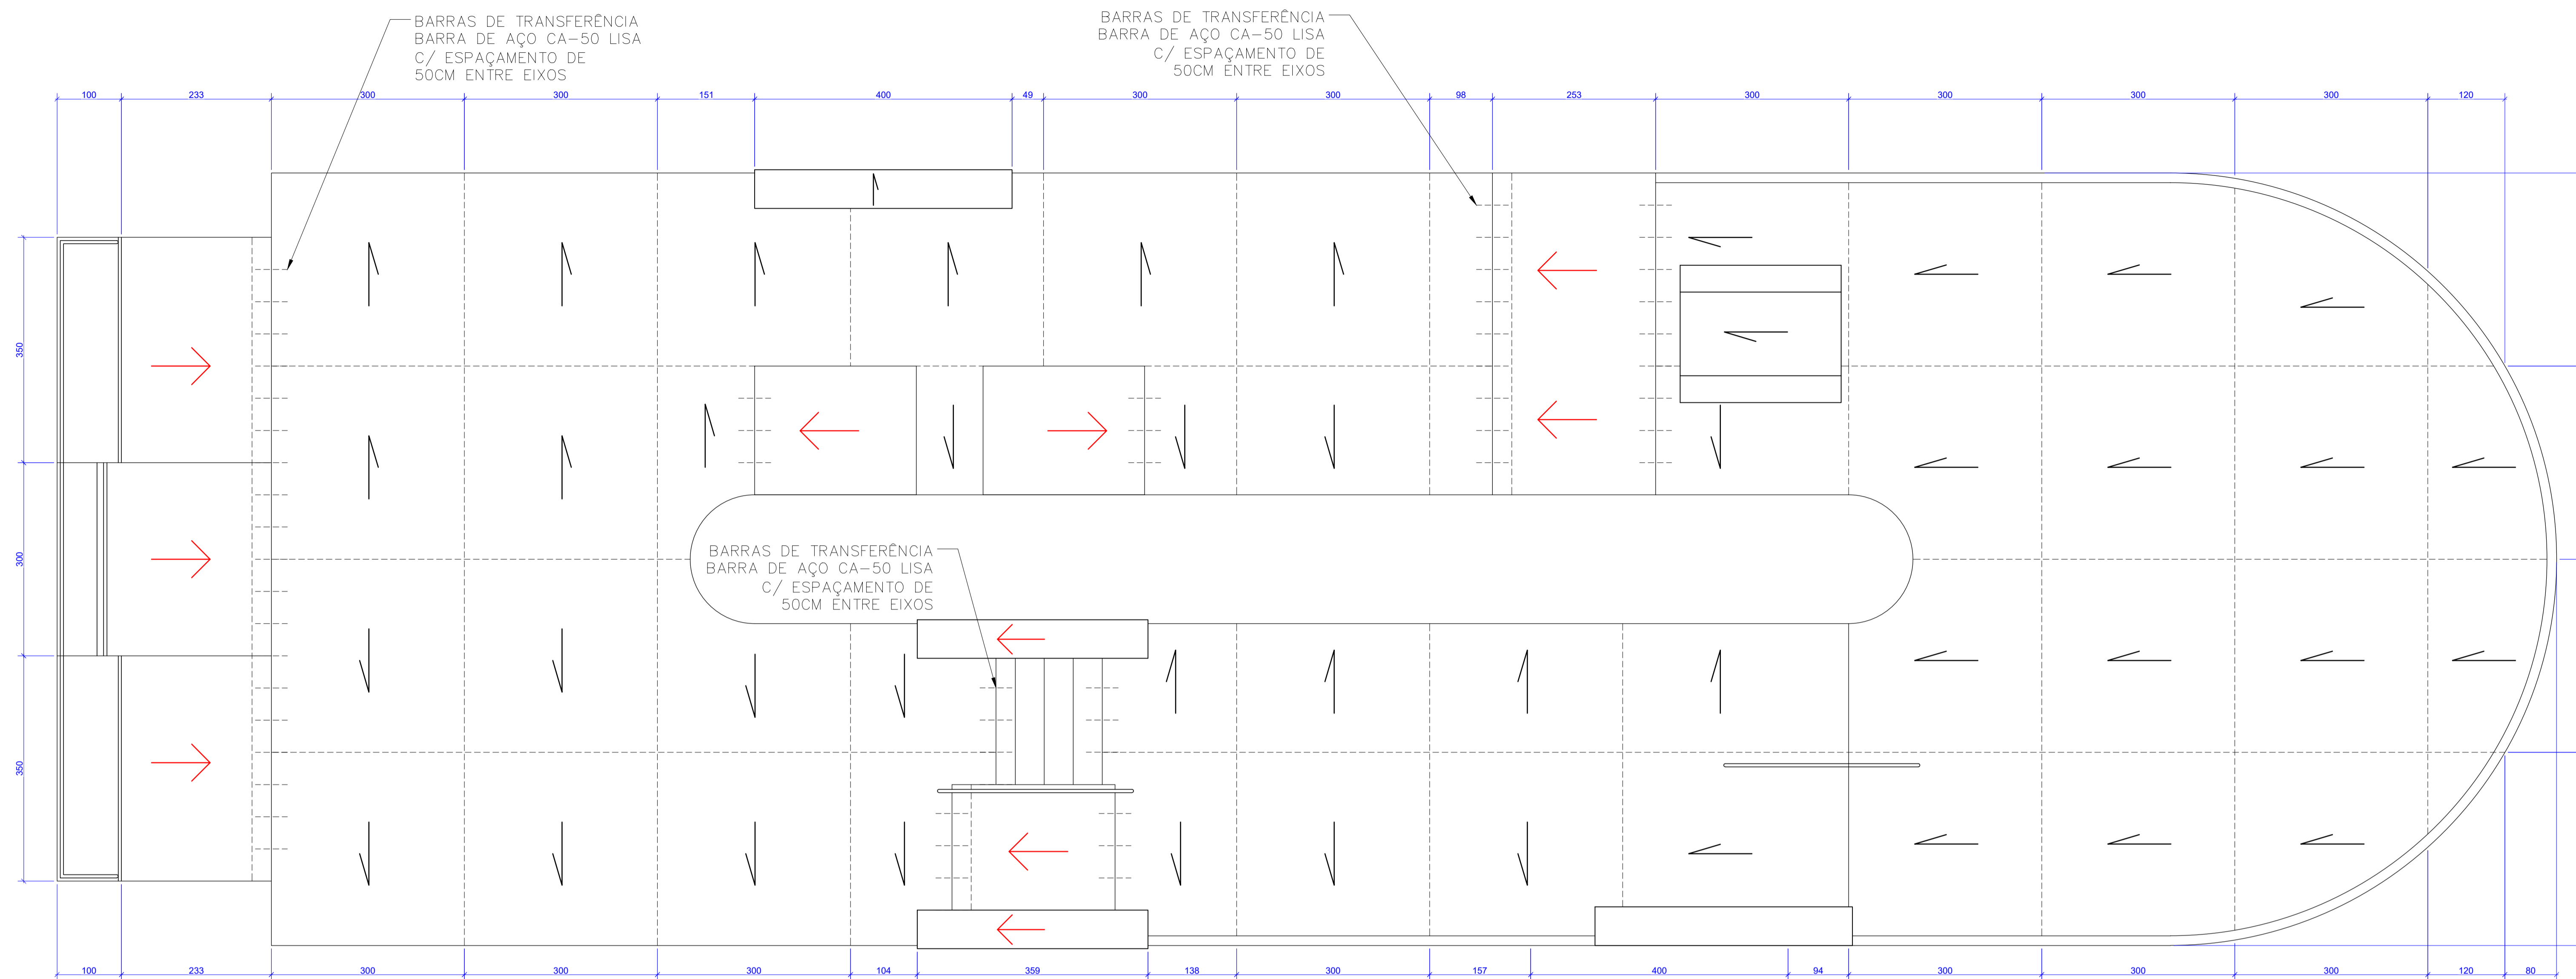 BARRAS DE TRANSFERÊNCIA
BARRA DE AÇO CA-50 LISA
C/ ESPAÇAMENTO DE
50CM ENTRE EIXOS
BARRAS DE TRANSFERÊNCIA
BARRA DE AÇO CA-50 LISA
C/ ESPAÇAMENTO DE
50CM ENTRE EIXOS
100 233 300 300 151 400 49 300 300 98 253 300 300 300 300 120
350
300
350
BARRAS DE TRANSFERÊNCIA
BARRA DE AÇO CA-50 LISA
C/ ESPAÇAMENTO DE
50CM ENTRE EIXOS
100 233 300 300 300 104 359 138 300 157 400 94 300 300 300 120 80